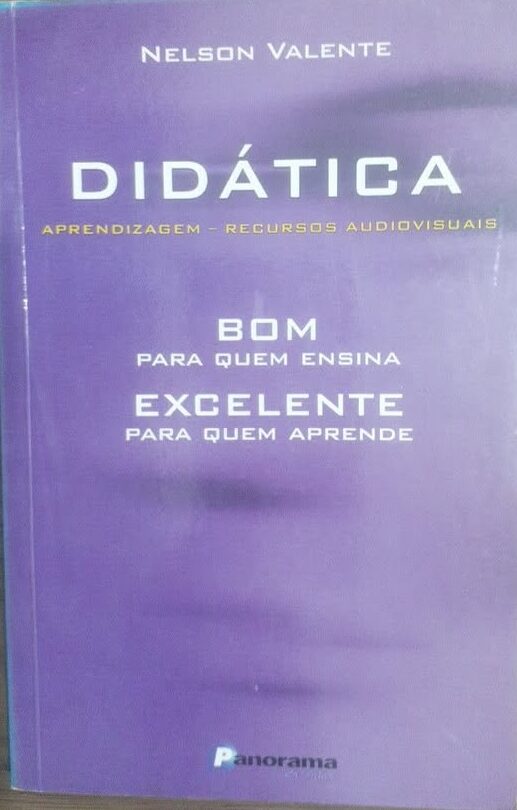 NELSON VALENTE
DIDÁTICA
APRENDIZAGEM - RECURSOS AUDIOVISUAIS
BOM
PARA QUEM ENSINA
EXCELENTE
PARA QUEM APRENDE
Panorama